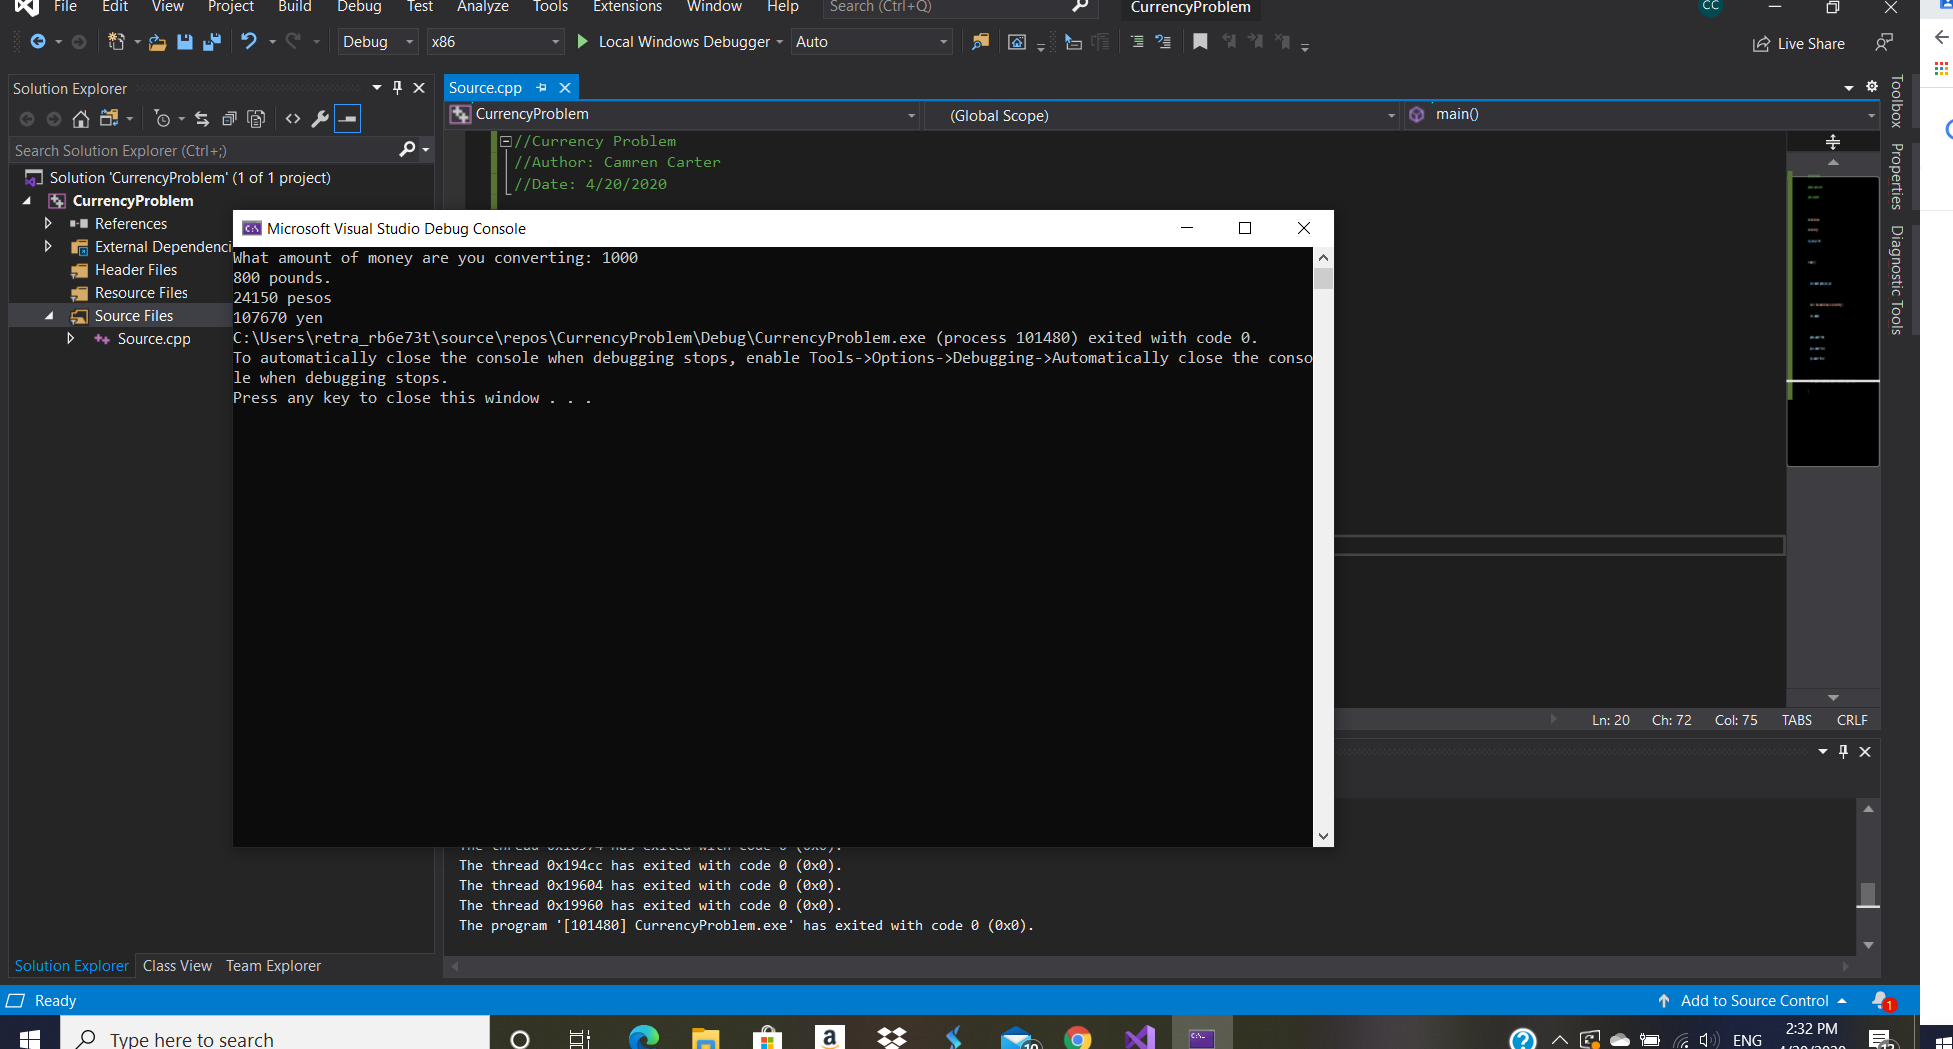 File Edit View Project Build Debug Test Analyze Tools Extensions Window Help Search (Ctrl+Q) CurrencyProblem CC
Debug x86 Local Windows Debugger Auto Live Share
Solution Explorer
Search Solution Explorer (Ctrl+;)
Solution 'CurrencyProblem' (1 of 1 project)
CurrencyProblem
References
External Dependenci
Header Files
Resource Files
Source Files
Source.cpp
Solution Explorer Class View Team Explorer
Source.cpp
CurrencyProblem (Global Scope) main()
//Currency Problem
//Author: Camren Carter
//Date: 4/20/2020
Microsoft Visual Studio Debug Console
What amount of money are you converting: 1000
800 pounds.
24150 pesos
107670 yen
C:\Users\retra_rb6e73t\source\repos\CurrencyProblem\Debug\CurrencyProblem.exe (process 101480) exited with code 0.
To automatically close the console when debugging stops, enable Tools->Options->Debugging->Automatically close the conso
le when debugging stops.
Press any key to close this window . . .
Toolbox
Properties
Diagnostic Tools
Ln: 20 Ch: 72 Col: 75 TABS CRLF
The thread 0x194cc has exited with code 0 (0x0).
The thread 0x19604 has exited with code 0 (0x0).
The thread 0x19960 has exited with code 0 (0x0).
The program '[101480] CurrencyProblem.exe' has exited with code 0 (0x0).
Ready Add to Source Control 1
Type here to search ENG 2:32 PM